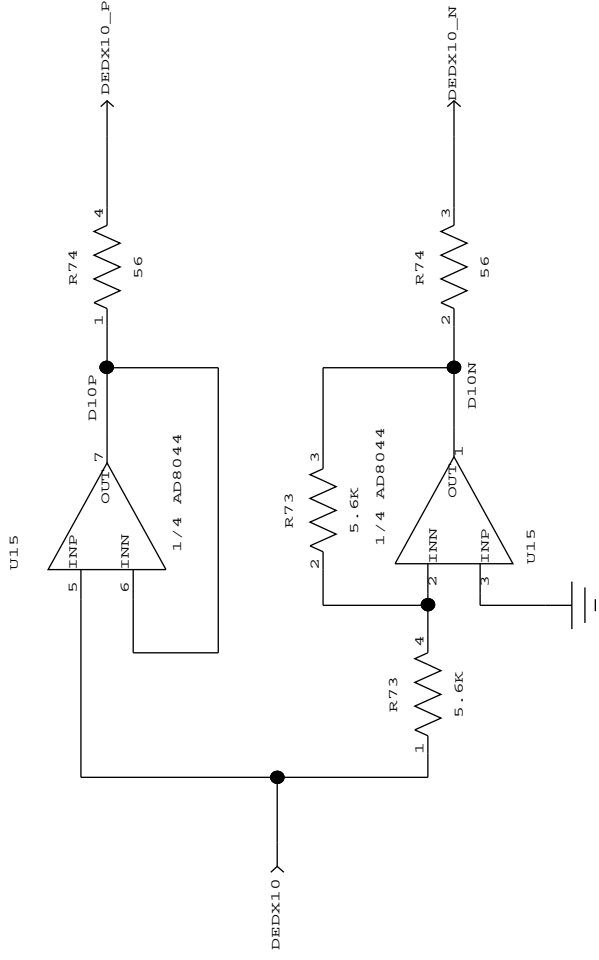 DEDX10_P
DEDX10_N
4
R74
56
1
3
R74
56
2
D10P
D10N
7
OUT
U15
INP
INN
1/4 AD8044
5
6
3
R73
5.6K
2
1/4 AD8044
1
OUT
INN
INP
U15
2
3
4
R73
5.6K
1
DEDX10